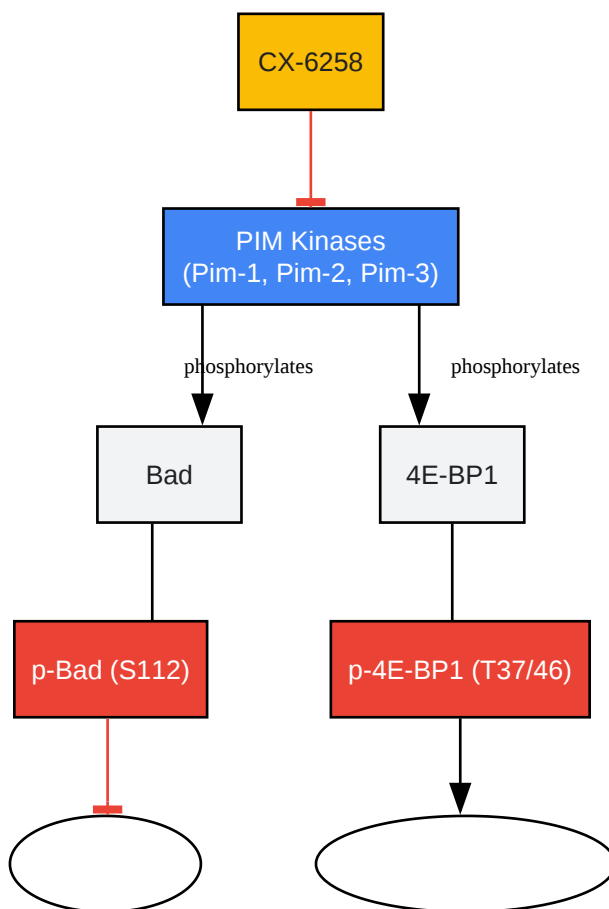 CX-6258
PIM Kinases
(Pim-1, Pim-2, Pim-3)
phosphorylates
phosphorylates
Bad
4E-BP1
p-Bad (S112)
p-4E-BP1 (T37/46)